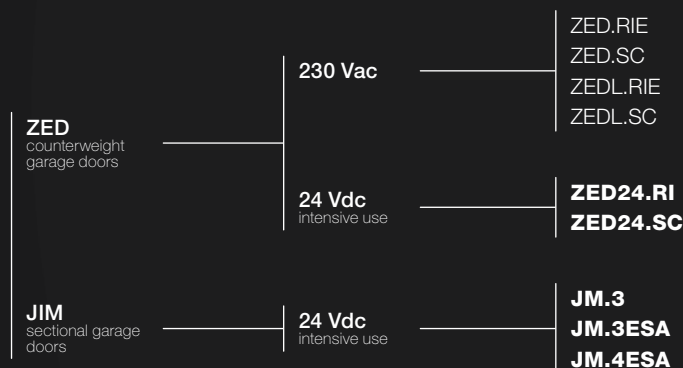 ZED
counterweight
garage doors
230 Vac
ZED.RIE
ZED.SC
ZEDL.RIE
ZEDL.SC
24 Vdc
intensive use
ZED24.RI
ZED24.SC
JIM
sectional garage
doors
24 Vdc
intensive use
JM.3
JM.3ESA
JM.4ESA